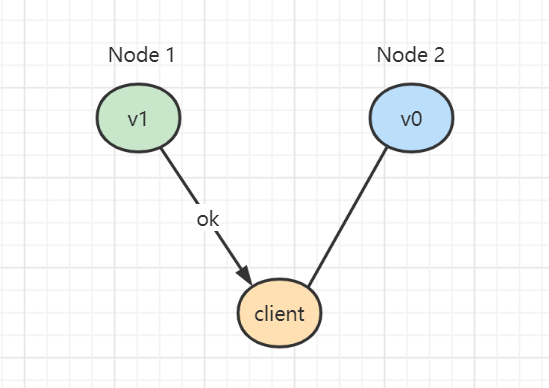 Node 1
Node 2
v1
v0
ok
client